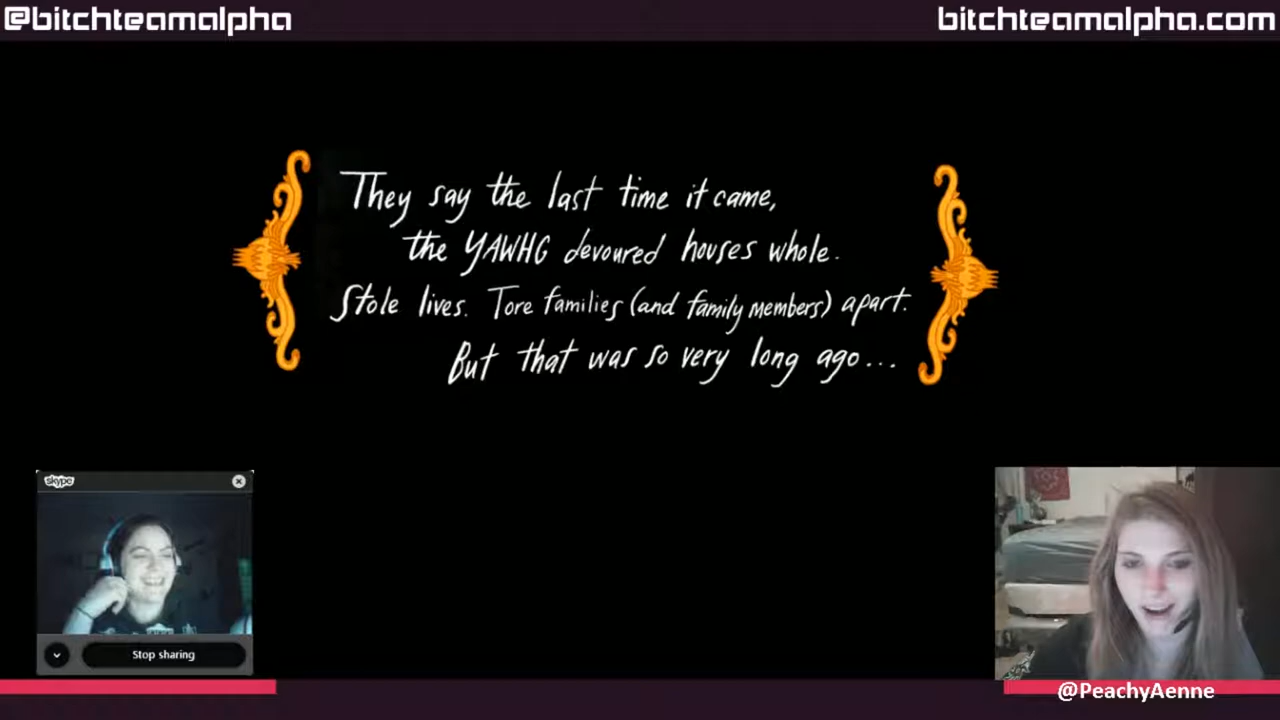 @bitchteamalpha
bitchteamalpha.com
They say the last time it came,
the YAWHG devoured houses whole.
Stole lives. Tore families (and family members) apart.
But that was so very long ago...
skype
Stop sharing
@PeachyAenne